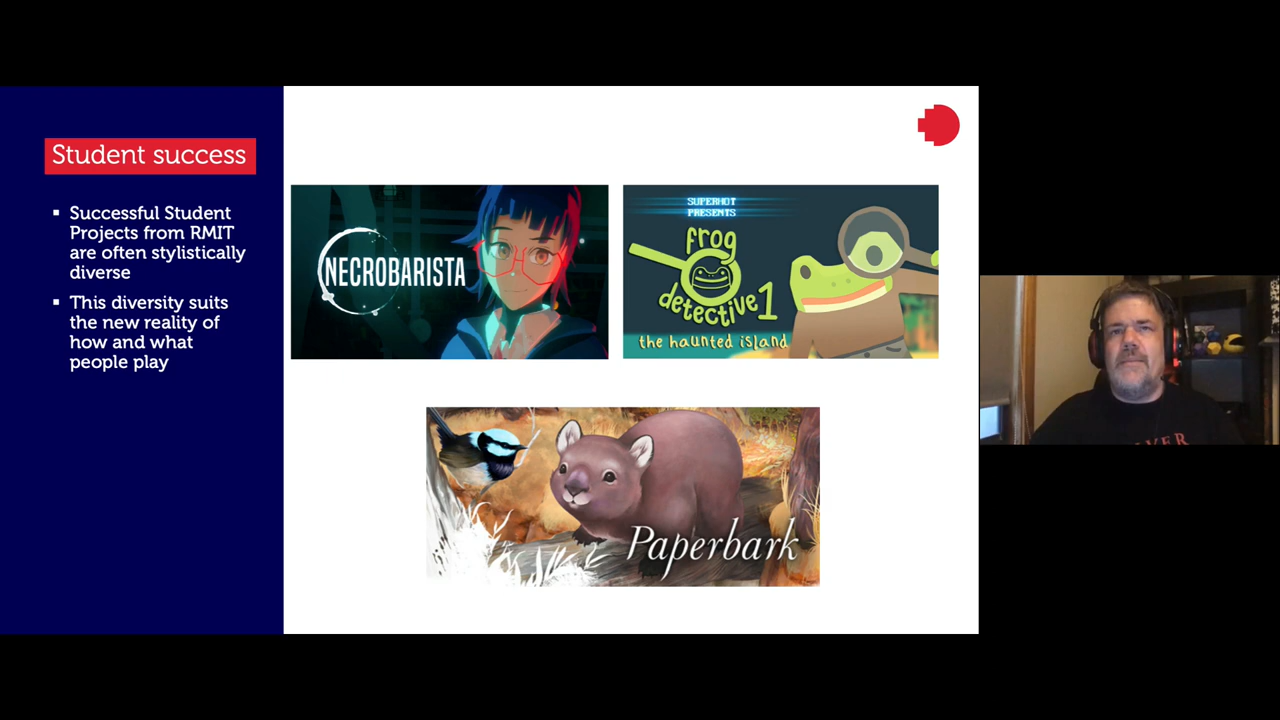 Student success
▪ Successful Student
Projects from RMIT
are often stylistically
diverse
▪ This diversity suits
the new reality of
how and what
people play
NECROBARISTA
SUPERHOT
PRESENTS
frog
detective 1
the haunted island
Paperbark